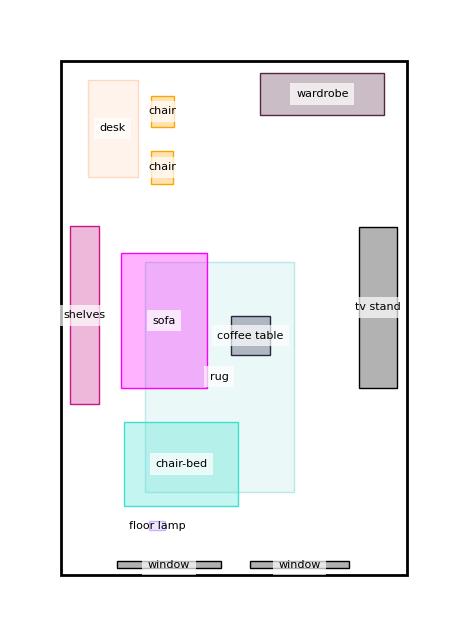 wardrobe
chair
desk
chair
tv stand
shelves
sofa
coffee table
rug
chair-bed
floor lamp
window
window